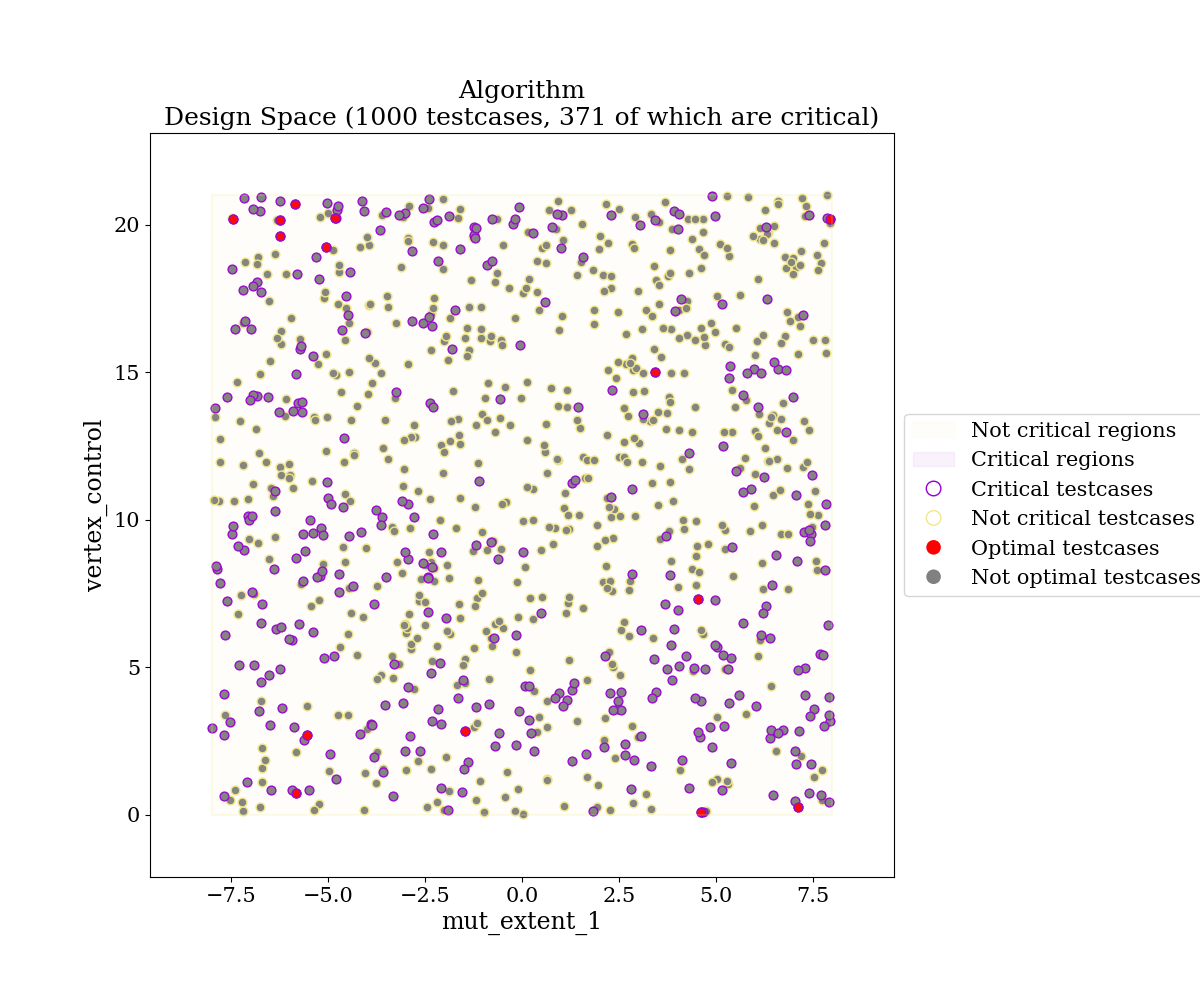 Algorithm
Design Space (1000 testcases, 371 of which are critical)
20
15
10
5
0
vertex_control
−7.5
−5.0
−2.5
0.0
2.5
5.0
7.5
mut_extent_1
Not critical regions
Critical regions
Critical testcases
Not critical testcases
Optimal testcases
Not optimal testcases